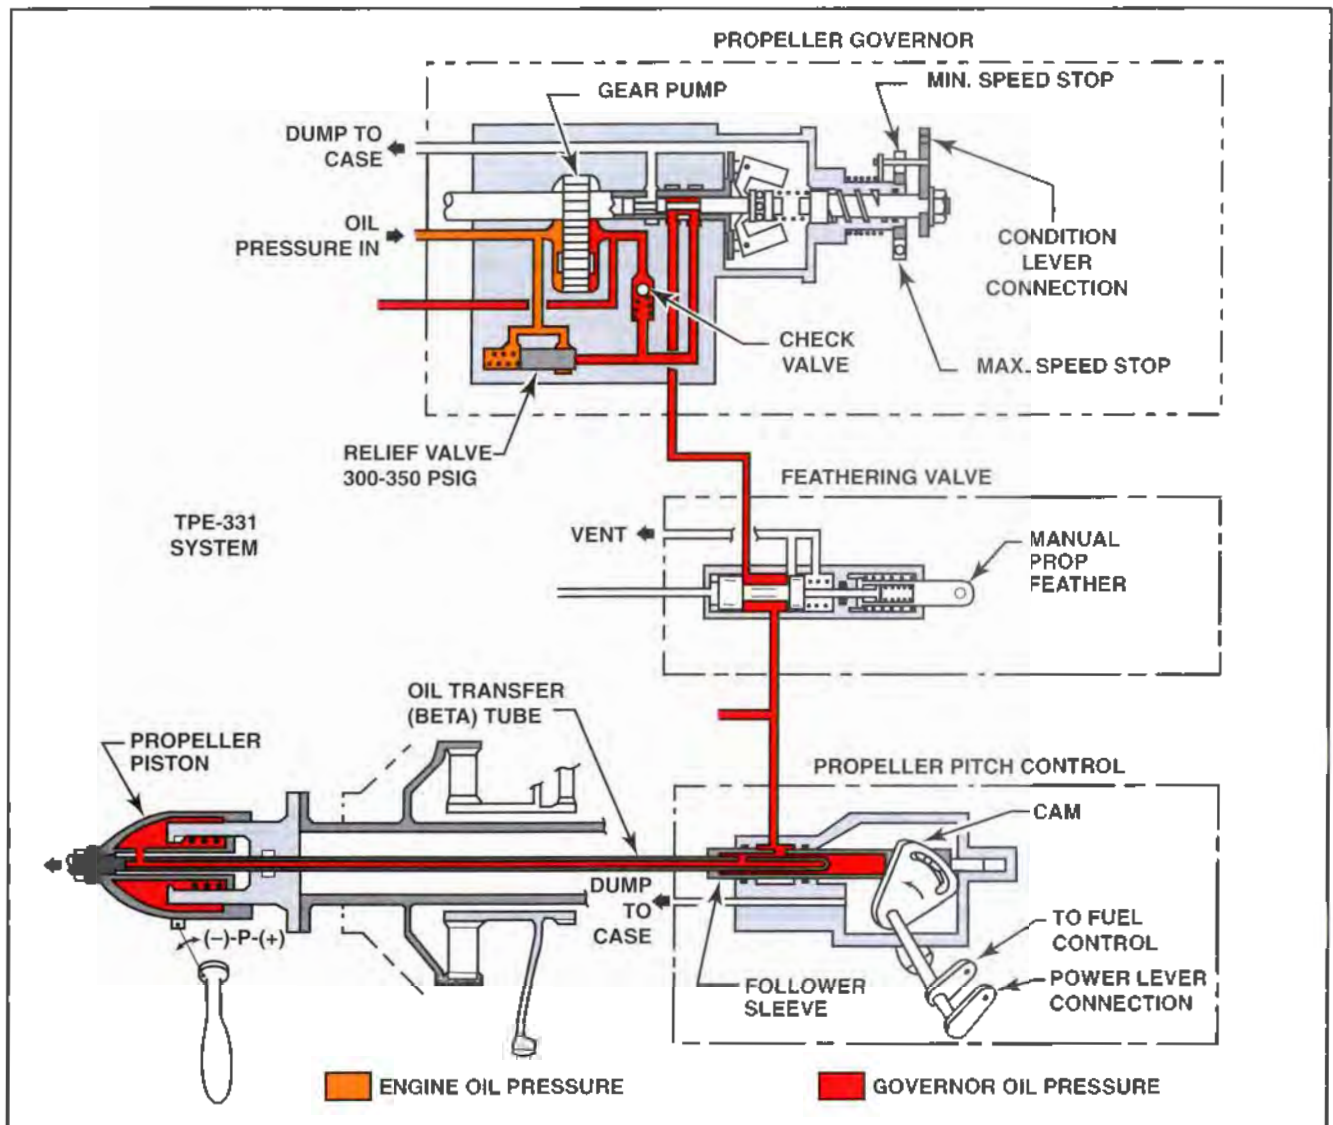 PROPELLER GOVERNOR
GEAR PUMP
MIN. SPEED STOP
DUMP TO
CASE
OIL
PRESSURE IN
CONDITION
LEVER
CONNECTION
CHECK
VALVE
MAX. SPEED STOP
RELIEF VALVE
300-350 PSIG
FEATHERING VALVE
TPE-331
SYSTEM
VENT
MANUAL
PROP
FEATHER
OIL TRANSFER
(BETA) TUBE
PROPELLER
PISTON
PROPELLER PITCH CONTROL
CAM
DUMP
TO
CASE
(–)-P-(+)
TO FUEL
CONTROL
POWER LEVER
CONNECTION
FOLLOWER
SLEEVE
ENGINE OIL PRESSURE
GOVERNOR OIL PRESSURE